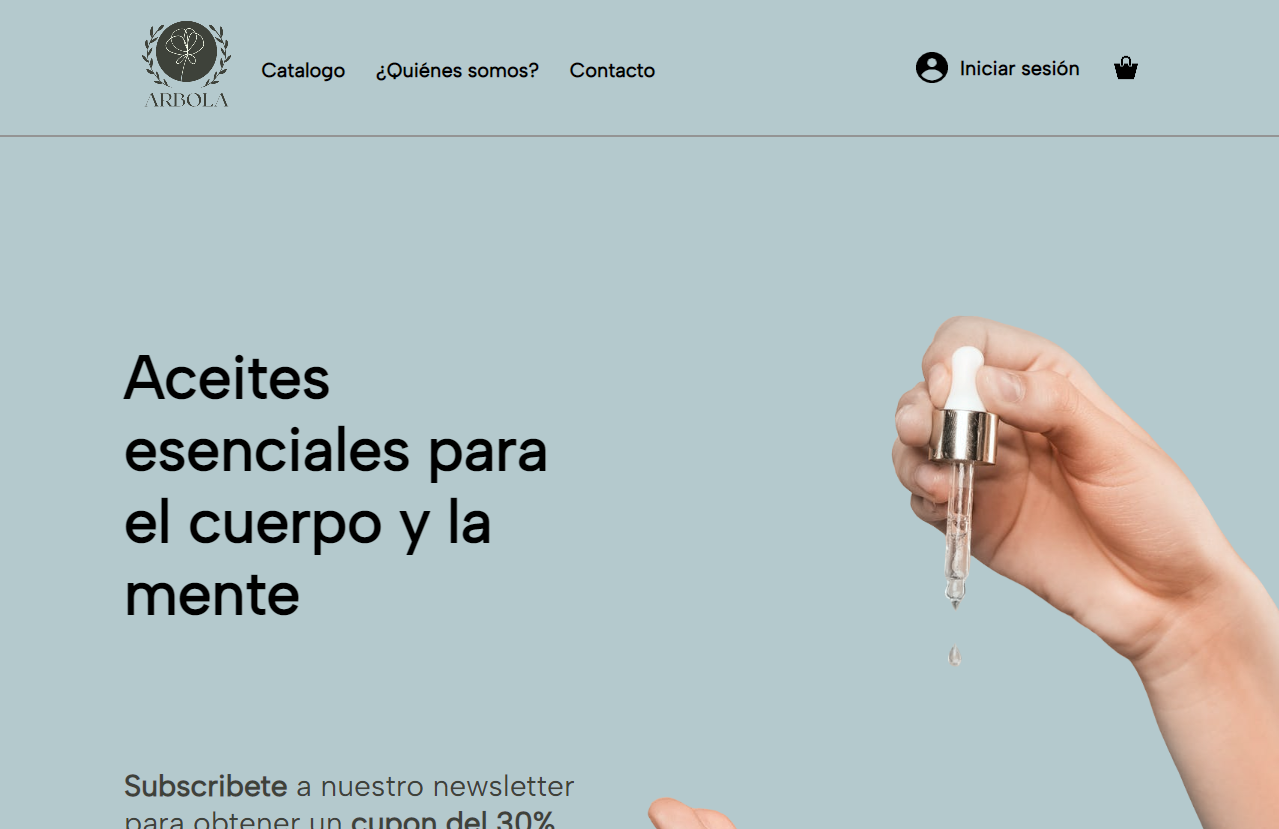 ARBOLA
Catalogo ¿Quiénes somos? Contacto Iniciar sesión
Aceites
esenciales para
el cuerpo y la
mente
Subscribete a nuestro newsletter
para obtener un cupon del 30%